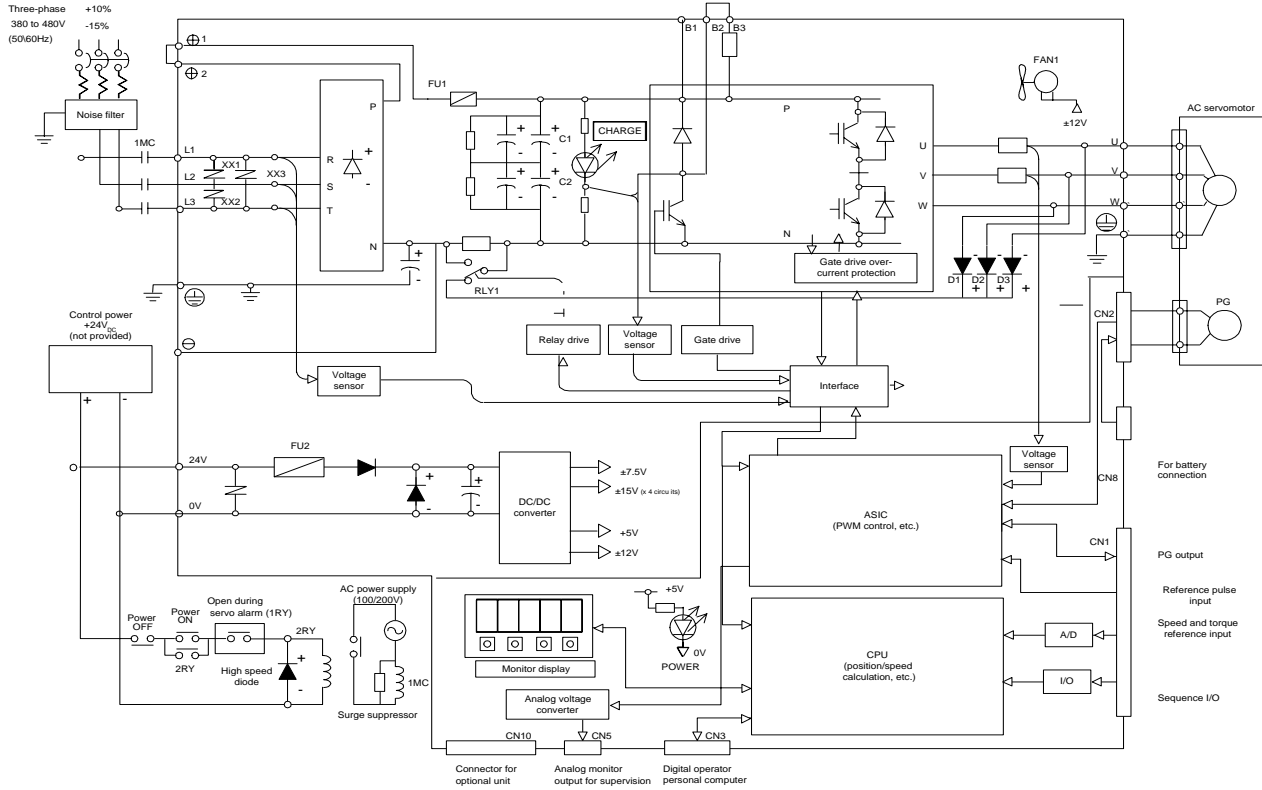 Three-phase +10%
380 to 480V -15%
(50\60Hz)
Noise filter
1MC
L1
L2
L3
XX1
XX3
XX2
1
2
P
R
S
T
N
+
-
FU1
C1
C2
CHARGE
B1
B2
B3
P
N
U
V
W
Gate drive over-
current protection
FAN1
±12V
AC servomotor
U
V
W
D1
D2
D3
PG
CN2
RLY1
Relay drive
Voltage
sensor
Gate drive
Interface
Control power
+24VDC
(not provided)
+ -
Voltage
sensor
24V
0V
FU2
DC/DC
converter
±7.5V
±15V (x 4 circu its)
+5V
±12V
Voltage
sensor
CN8
For battery
connection
ASIC
(PWM control, etc.)
CN1
PG output
Reference pulse
input
Speed and torque
reference input
A/D
I/O
Sequence I/O
CPU
(position/speed
calculation, etc.)
+5V
0V
POWER
Monitor display
Analog voltage
converter
AC power supply
(100/200V)
1MC
Surge suppressor
Open during
servo alarm (1RY)
Power
OFF
Power
ON
2RY
2RY
High speed
diode
+
-
CN10
CN5
CN3
Connector for
optional unit
Analog monitor
output for supervision
Digital operator
personal computer